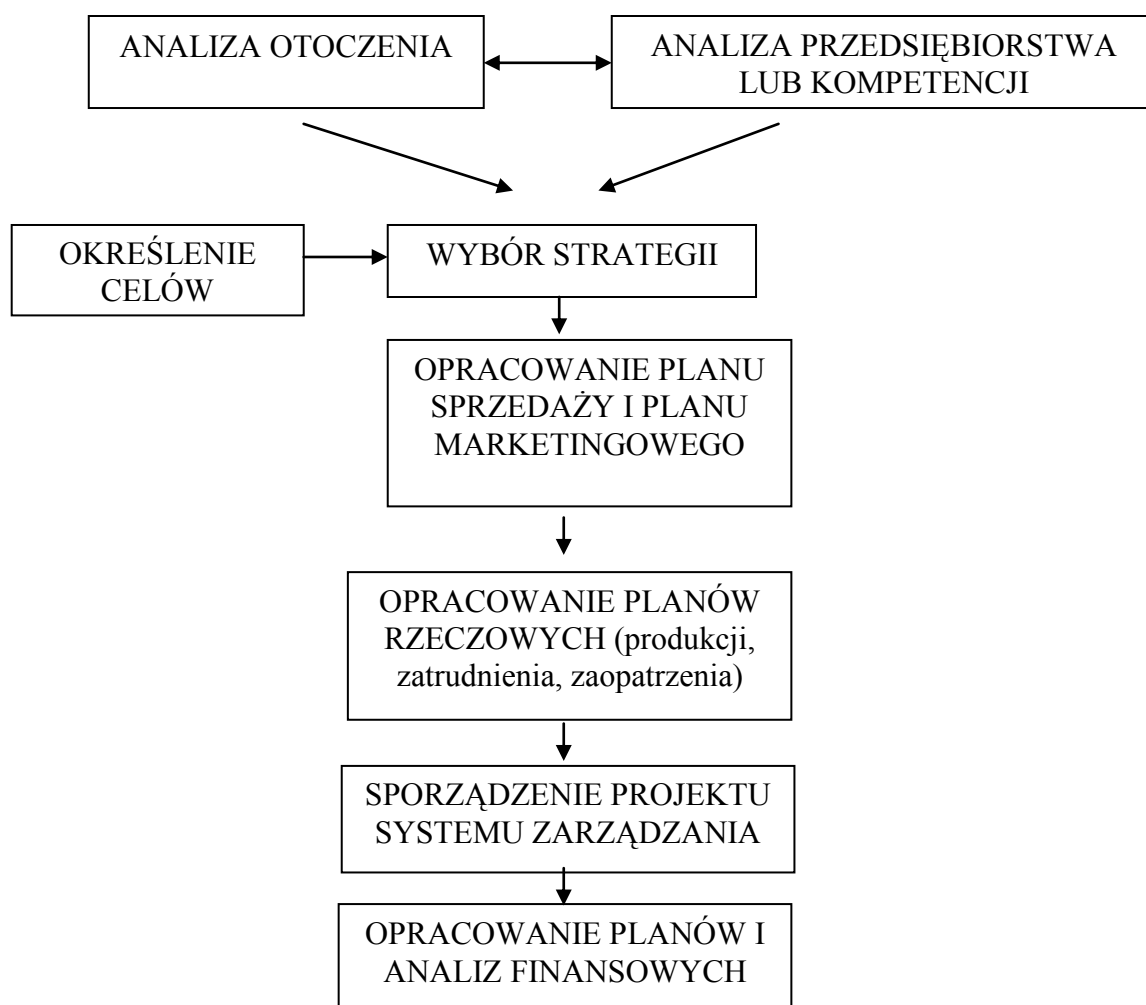 ANALIZA OTOCZENIA
ANALIZA PRZEDSIĘBIORSTWA
LUB KOMPETENCJI
OKREŚLENIE
CELÓW
WYBÓR STRATEGII
OPRACOWANIE PLANU
SPRZEDAŻY I PLANU
MARKETINGOWEGO
OPRACOWANIE PLANÓW
RZECZOWYCH (produkcji,
zatrudnienia, zaopatrzenia)
SPORZĄDZENIE PROJEKTU
SYSTEMU ZARZĄDZANIA
OPRACOWANIE PLANÓW I
ANALIZ FINANSOWYCH